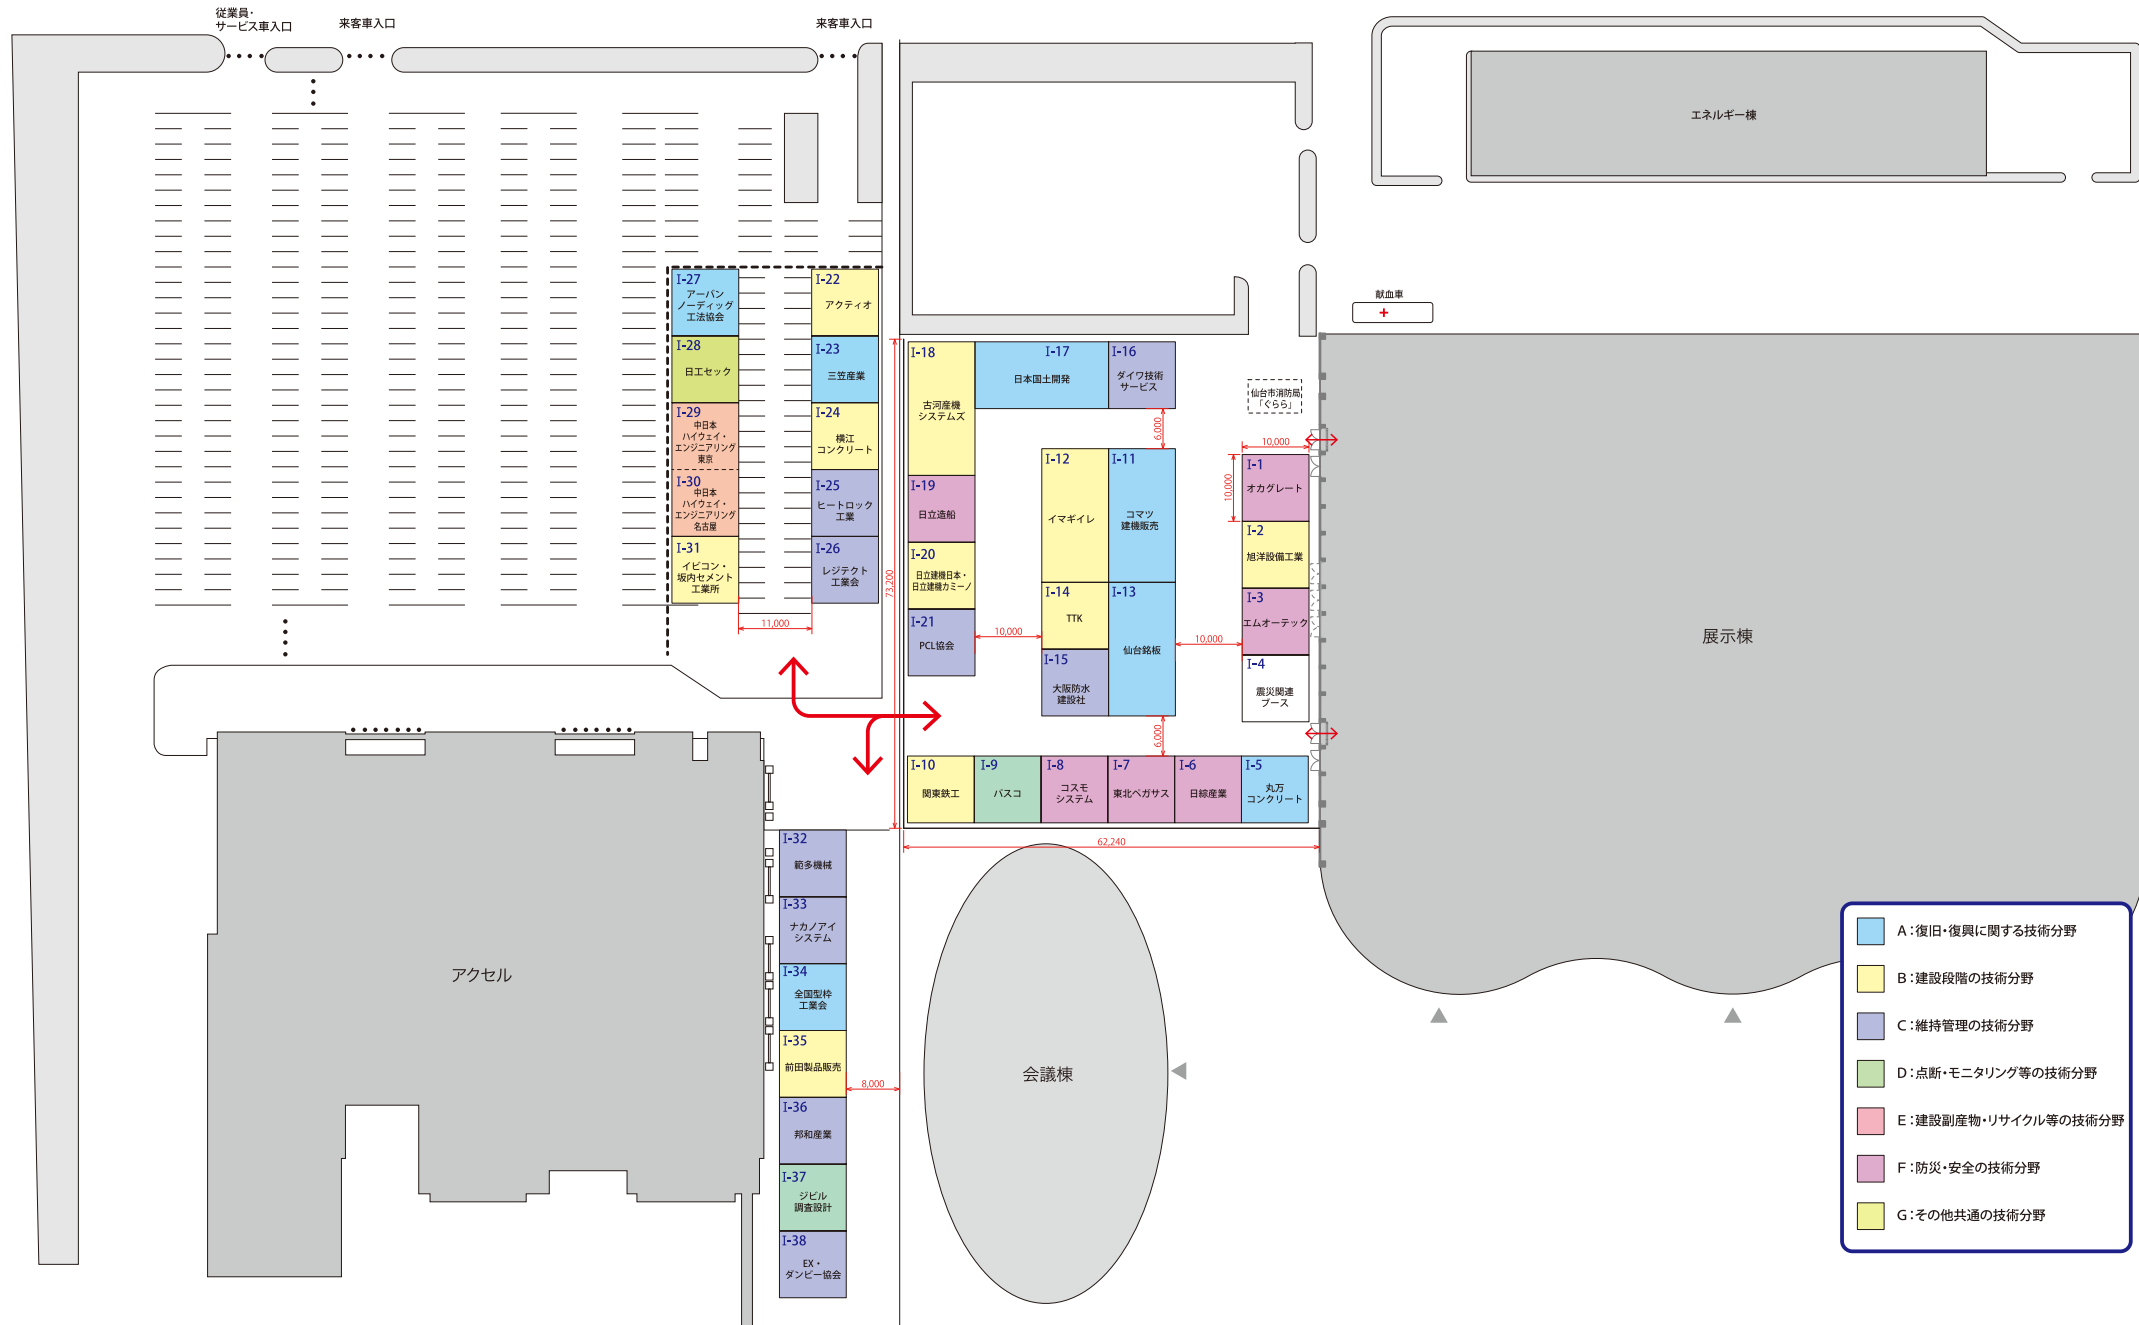 従業員・
サービス車入口
来客車入口
来客車入口
エネルギー棟
献血車
仙台市消防局
「ぐらら」
展示棟
I-27
アーバン
ノーディッグ
工法協会
I-28
日工セック
I-29
中日本
ハイウェイ・
エンジニアリング
東京
I-30
中日本
ハイウェイ・
エンジニアリング
名古屋
I-31
イビコン・
坂内セメント
工業所
I-22
アクティオ
I-23
三笠産業
I-24
横江
コンクリート
I-25
ヒートロック
工業
I-26
レジテクト
工業会
11,000
73,200
I-18
古河産機
システムズ
I-17
日本国土開発
I-16
ダイワ技術
サービス
6,000
I-19
日立造船
I-20
日立建機日本・
日立建機カミーノ
I-21
PCL協会
10,000
I-12
イマギイレ
I-11
コマツ
建機販売
I-14
TTK
I-13
仙台銘板
I-15
大阪防水
建設社
10,000
6,000
10,000
10,000
I-1
オカグレート
I-2
旭洋設備工業
I-3
エムオーテック
I-4
震災関連
ブース
I-10
関東鉄工
I-9
パスコ
I-8
コスモ
システム
I-7
東北ペガサス
I-6
日綜産業
I-5
丸万
コンクリート
62,240
アクセル
I-32
範多機械
I-33
ナカノアイ
システム
I-34
全国型枠
工業会
I-35
前田製品販売
8,000
I-36
邦和産業
I-37
ジビル
調査設計
I-38
EX・
ダンビー協会
会議棟
A：復旧・復興に関する技術分野
B：建設段階の技術分野
C：維持管理の技術分野
D：点断・モニタリング等の技術分野
E：建設副産物・リサイクル等の技術分野
F：防災・安全の技術分野
G：その他共通の技術分野